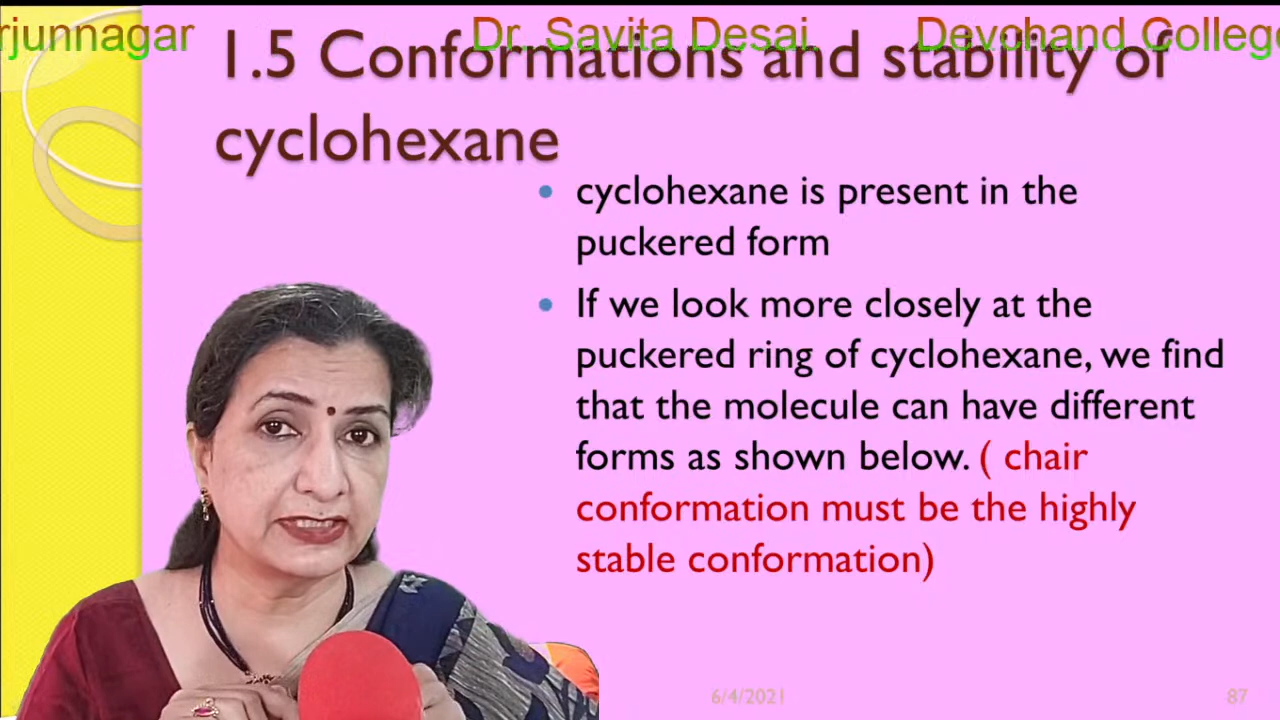 rjunnagar Dr. Savita Desai, Devchand College
1.5 Conformations and stability of
cyclohexane
• cyclohexane is present in the
puckered form
• If we look more closely at the
puckered ring of cyclohexane, we find
that the molecule can have different
forms as shown below. ( chair
conformation must be the highly
stable conformation)
6/4/2021 87